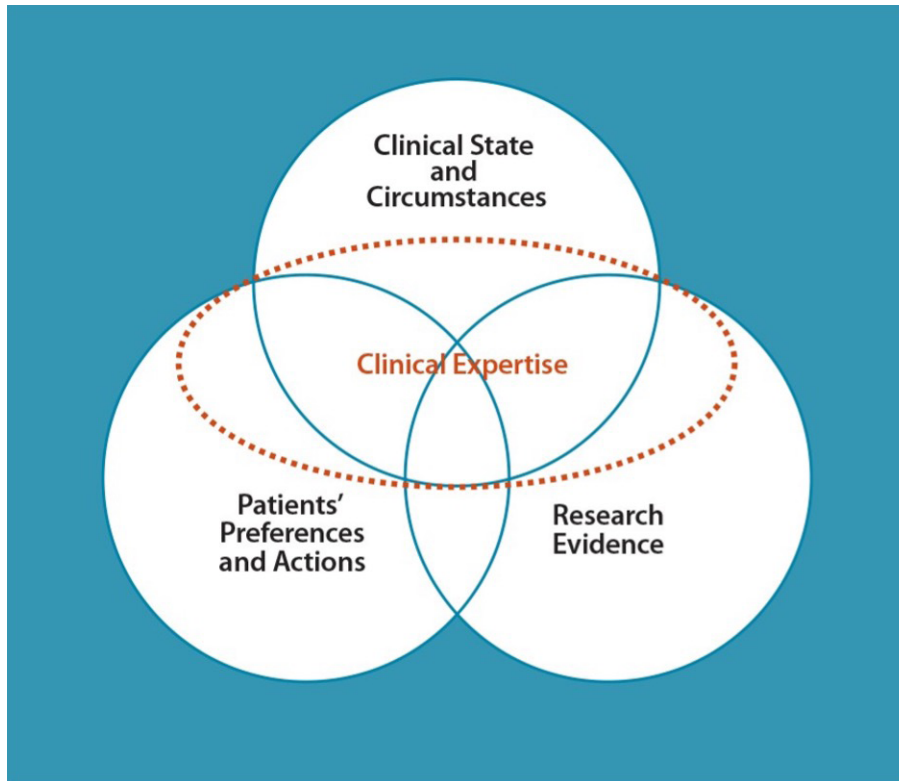 Clinical State
and
Circumstances
Clinical Expertise
Patients’
Preferences
and Actions
Research
Evidence